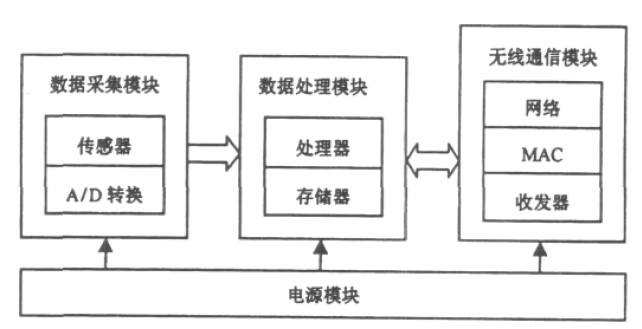 数据采集模块
传感器
A/D 转换
数据处理模块
处理器
存储器
无线通信模块
网络
MAC
收发器
电源模块